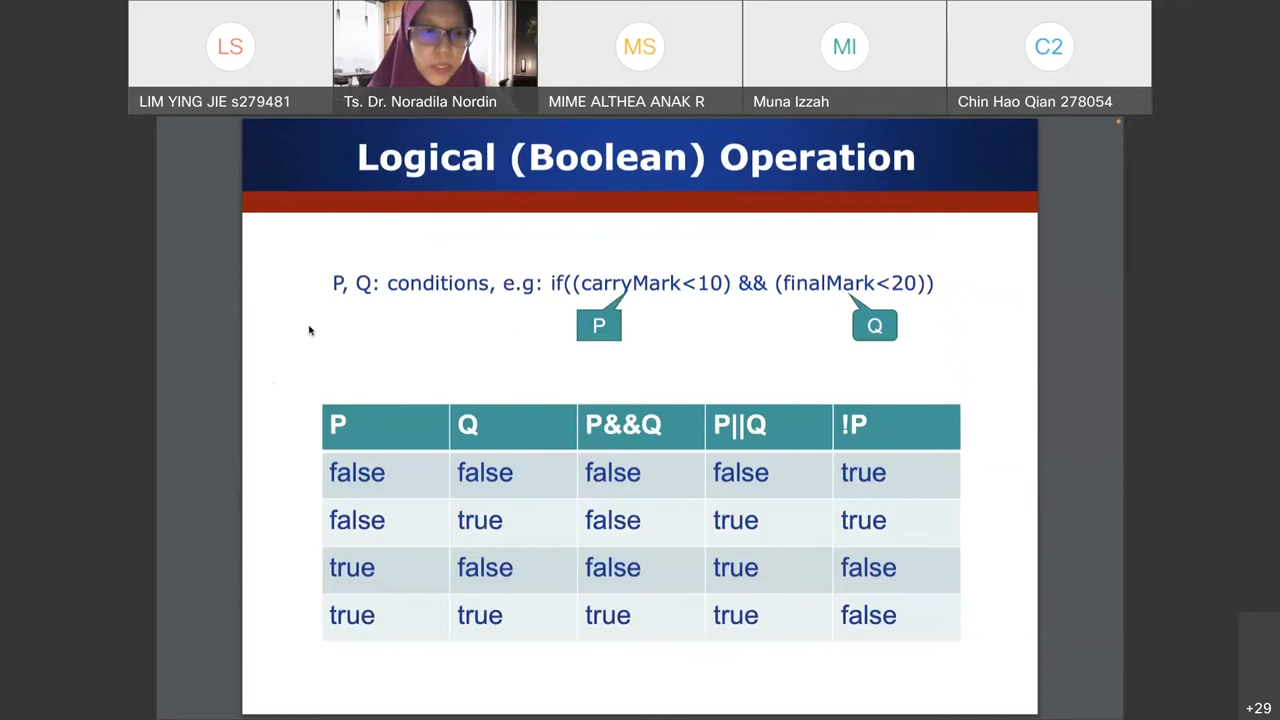 LS
MS
MI
C2
LIM YING JIE s279481
Ts. Dr. Noradila Nordin
MIME ALTHEA ANAK R
Muna Izzah
Chin Hao Qian 278054
Logical (Boolean) Operation
P, Q: conditions, e.g: if((carryMark<10) && (finalMark<20))
P
Q
P Q P&&Q P||Q !P
false false false false true
false true false true true
true false false true false
true true true true false
+29